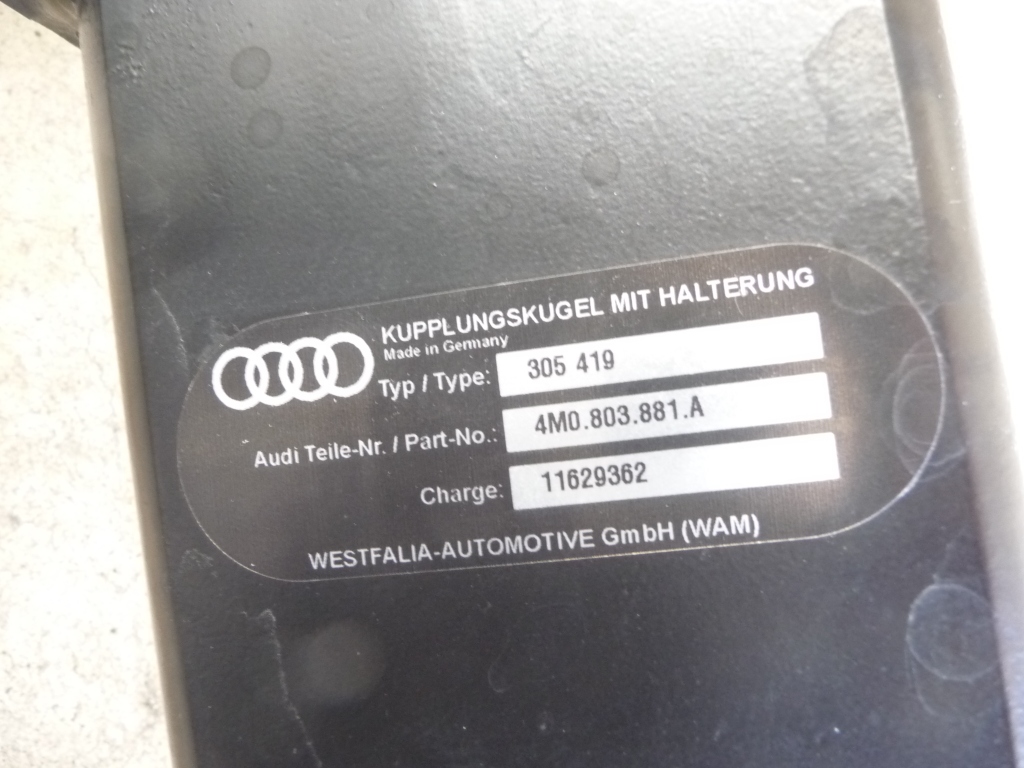 KUPPLUNGSKUGEL MIT HALTERUNG
Made in Germany
Typ / Type: 305 419
Audi Teile-Nr. / Part-No.: 4M0.803.881.A
Charge: 11629362
WESTFALIA-AUTOMOTIVE GmbH (WAM)